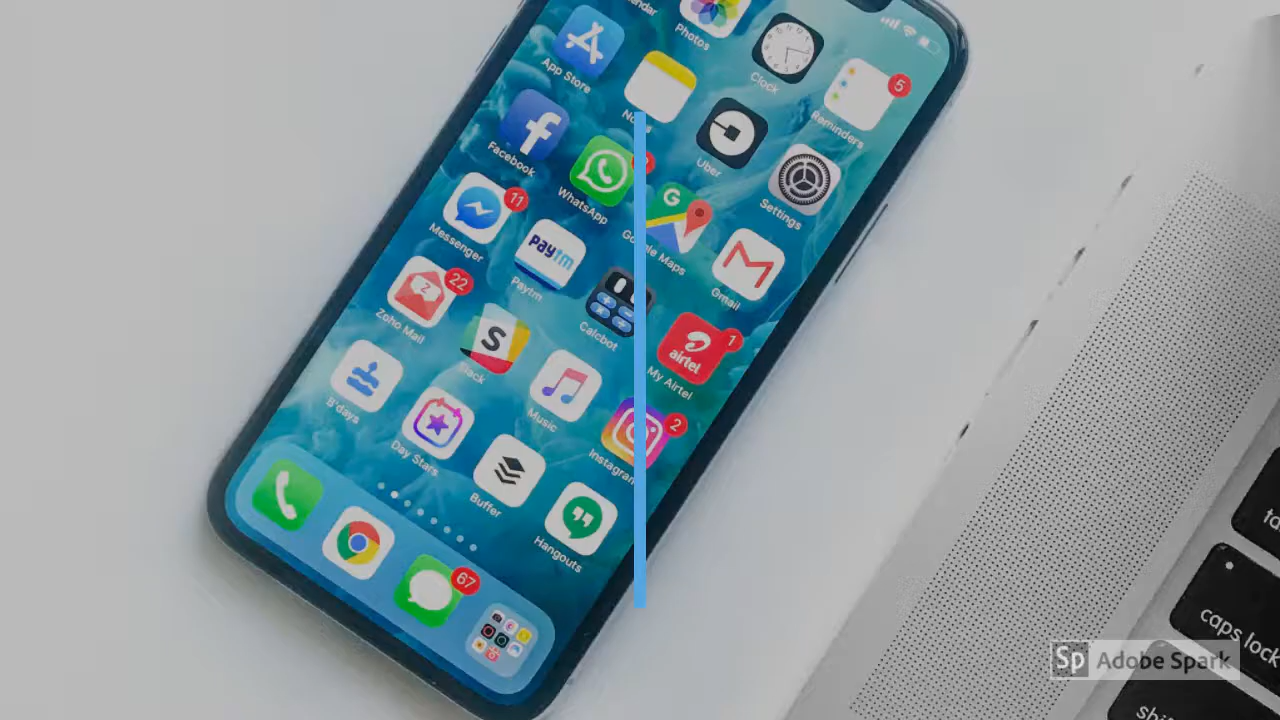 Photos
Clock
Reminders
5
App Store
Uber
Settings
Facebook
WhatsApp
Google Maps
Gmail
Messenger
11
Paytm
paytm
Calcbot
My Airtel
airtel
1
Zoho Mail
22
Slack
S
Music
Instagram
2
B'days
Day Stars
Buffer
Hangouts
67
caps lock
Sp Adobe Spark